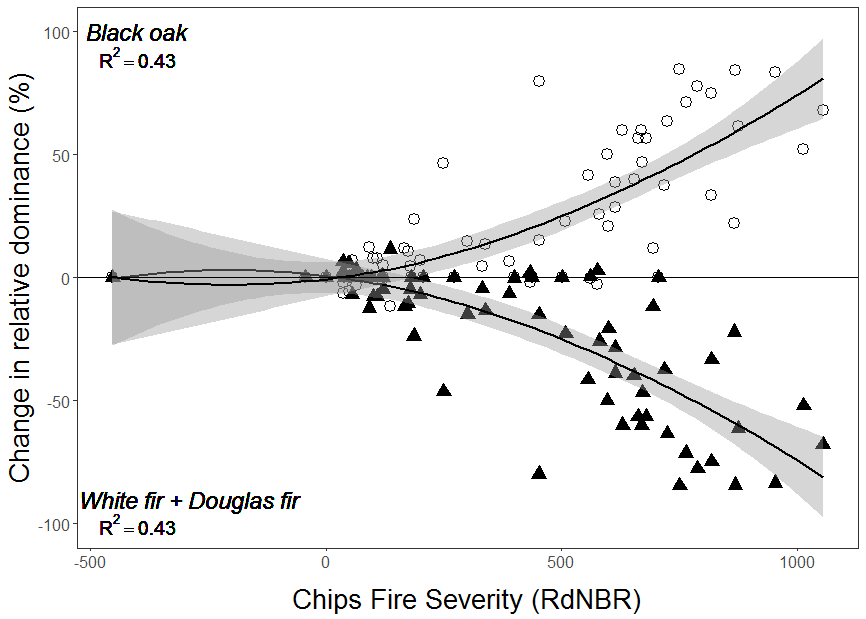 Black oak
R² = 0.43
Change in relative dominance (%)
100
50
0
-50
-100
White fir + Douglas fir
R² = 0.43
-500
0
500
1000
Chips Fire Severity (RdNBR)